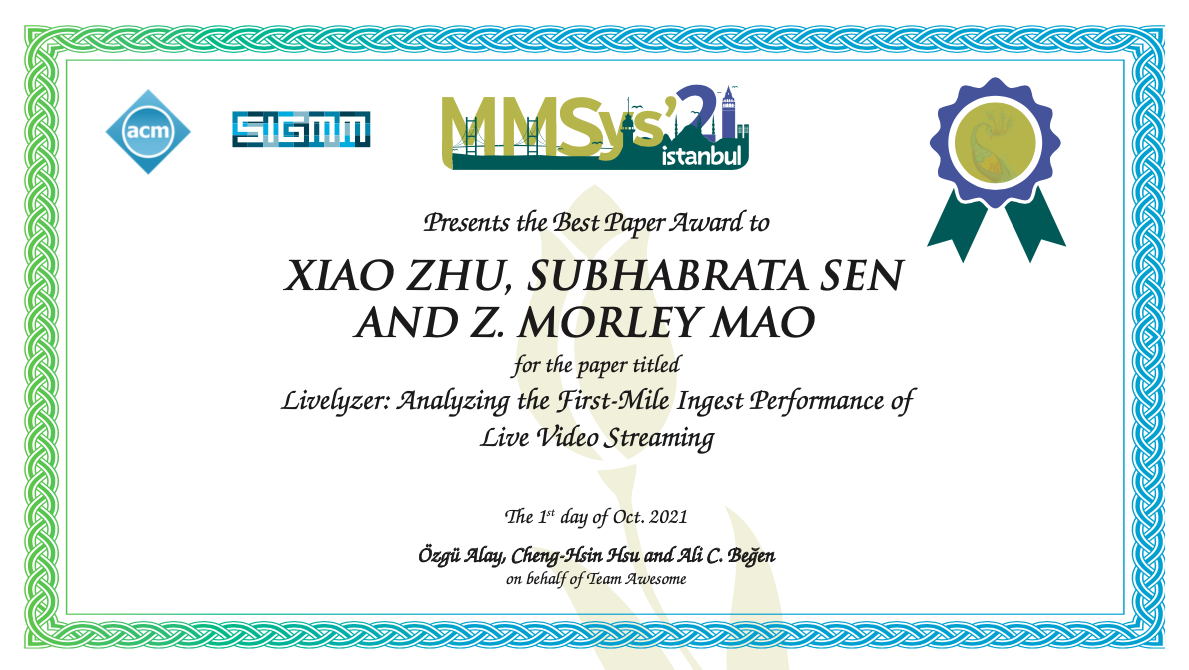 acm
SIGMM
MMSys'21
istanbul
Presents the Best Paper Award to
XIAO ZHU, SUBHABRATA SEN
AND Z. MORLEY MAO
for the paper titled
Livelyzer: Analyzing the First-Mile Ingest Performance of
Live Video Streaming
The 1st day of Oct. 2021
Özgü Alay, Cheng-Hsin Hsu and Ali C. Beğen
on behalf of Team Awesome